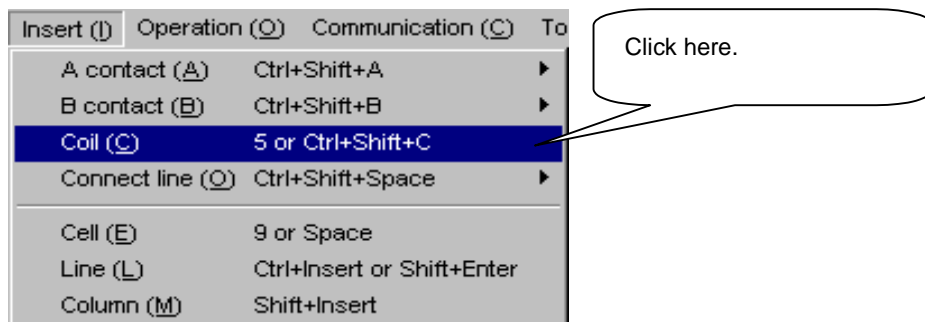 Insert (I) Operation (O) Communication (C) To
Click here.
A contact (A) Ctrl+Shift+A
B contact (B) Ctrl+Shift+B
Coil (C) 5 or Ctrl+Shift+C
Connect line (O) Ctrl+Shift+Space
Cell (E) 9 or Space
Line (L) Ctrl+Insert or Shift+Enter
Column (M) Shift+Insert